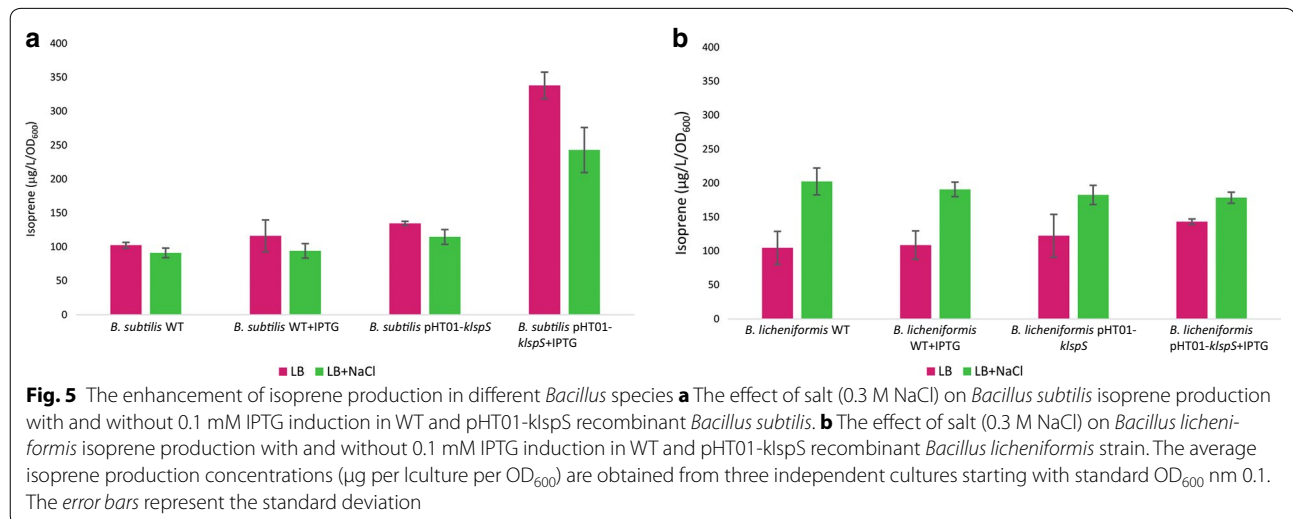 a
400
350
300
250
200
150
100
50
0
Isoprene (µg/L/OD600)
B. subtilis WT
B. subtilis WT+IPTG
B. subtilis pHT01-kIspS
B. subtilis pHT01-
kIspS+IPTG
LB LB+NaCl
b
400
350
300
250
200
150
100
50
0
Isoprene (µg/L/OD600)
B. licheniformis WT
B. licheniformis
WT+IPTG
B. licheniformis pHT01-
kIspS
B. licheniformis
pHT01-kIspS+IPTG
LB LB+NaCl
Fig. 5 The enhancement of isoprene production in different Bacillus species a The effect of salt (0.3 M NaCl) on Bacillus subtilis isoprene production
with and without 0.1 mM IPTG induction in WT and pHT01-kIspS recombinant Bacillus subtilis. b The effect of salt (0.3 M NaCl) on Bacillus licheni-
formis isoprene production with and without 0.1 mM IPTG induction in WT and pHT01-kIspS recombinant Bacillus licheniformis strain. The average
isoprene production concentrations (µg per lculture per OD600) are obtained from three independent cultures starting with standard OD600 nm 0.1.
The error bars represent the standard deviation